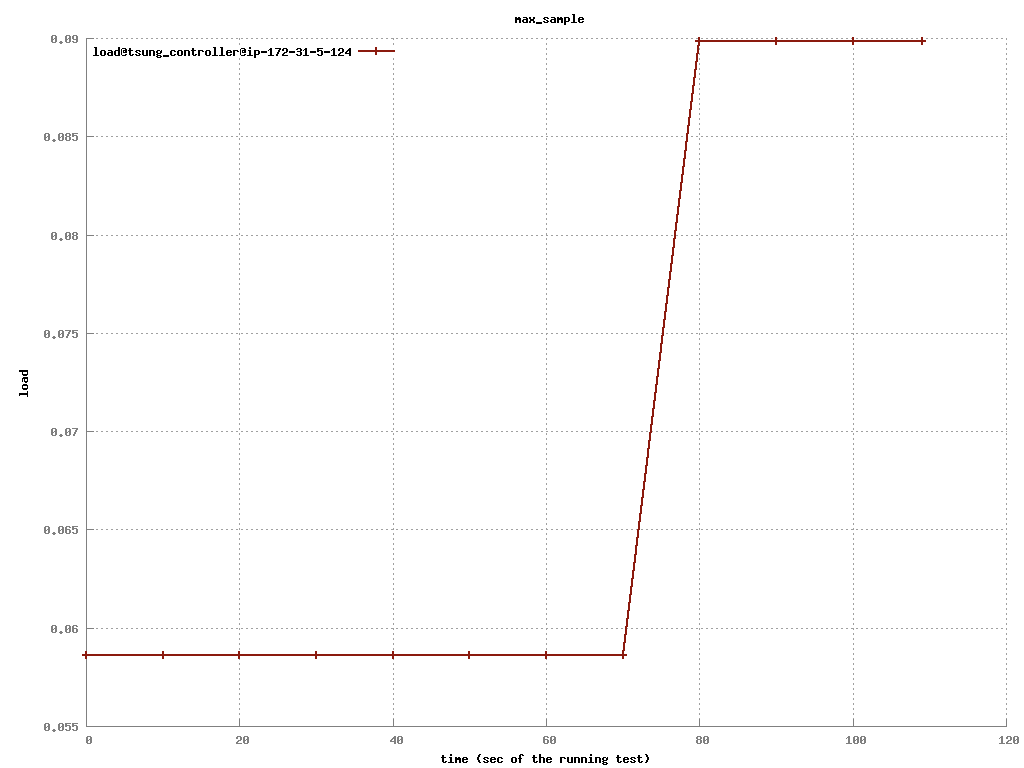 max_sample
load@tsung_controller@ip-172-31-5-124
0.09
0.085
0.08
0.075
0.07
0.065
0.06
0.055
load
0 20 40 60 80 100 120
time (sec of the running test)